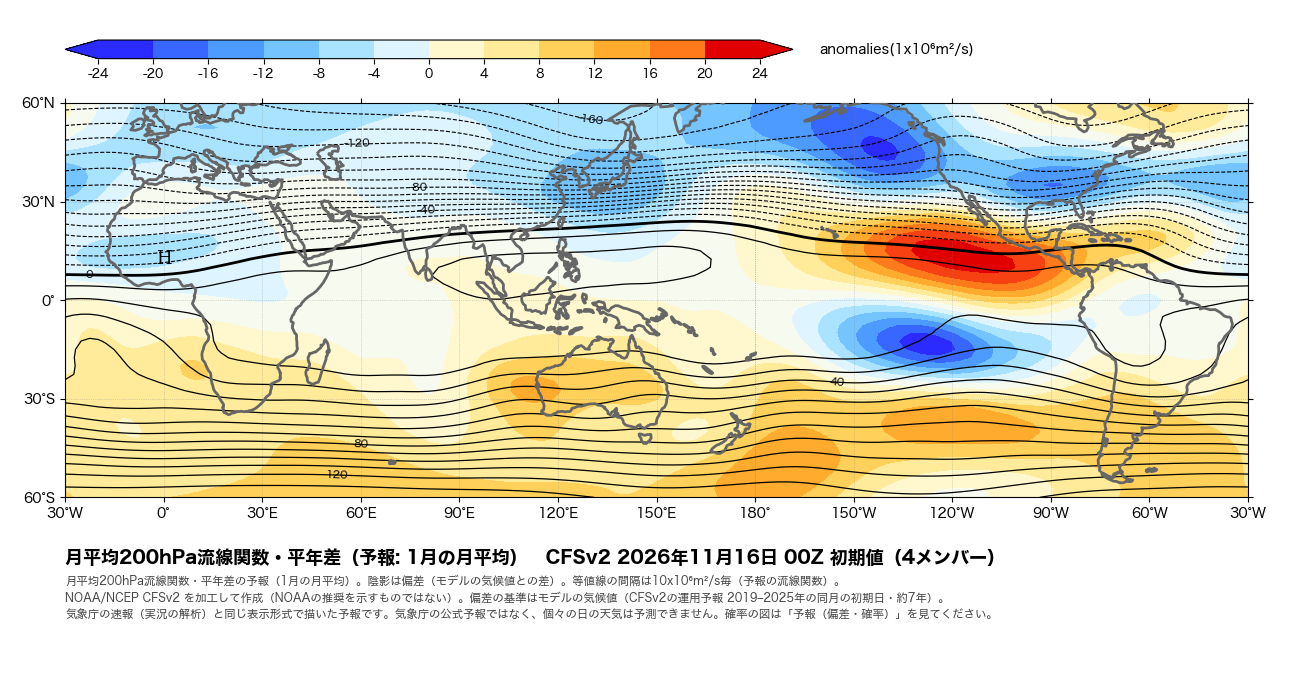 anomalies(1x10⁶m²/s)
-24 -20 -16 -12 -8 -4 0 4 8 12 16 20 24
60°N
160
120
30°N
80
40
H
0
0°
40
30°S
80
120
60°S
30°W 0° 30°E 60°E 90°E 120°E 150°E 180° 150°W 120°W 90°W 60°W 30°W
月平均200hPa流線関数・平年差（予報: 1月の月平均） CFSv2 2026年11月16日 00Z 初期値（4メンバー）
月平均200hPa流線関数・平年差の予報（1月の月平均）。陰影は偏差（モデルの気候値との差）。等値線の間隔は10x10⁶m²/s毎（予報の流線関数）。
NOAA/NCEP CFSv2 を加工して作成（NOAAの推奨を示すものではない）。偏差の基準はモデルの気候値（CFSv2の運用予報 2019–2025年の同月の初期日・約7年）。
気象庁の速報（実況の解析）と同じ表示形式で描いた予報です。気象庁の公式予報ではなく、個々の日の天気は予測できません。確率の図は「予報（偏差・確率）」を見てください。